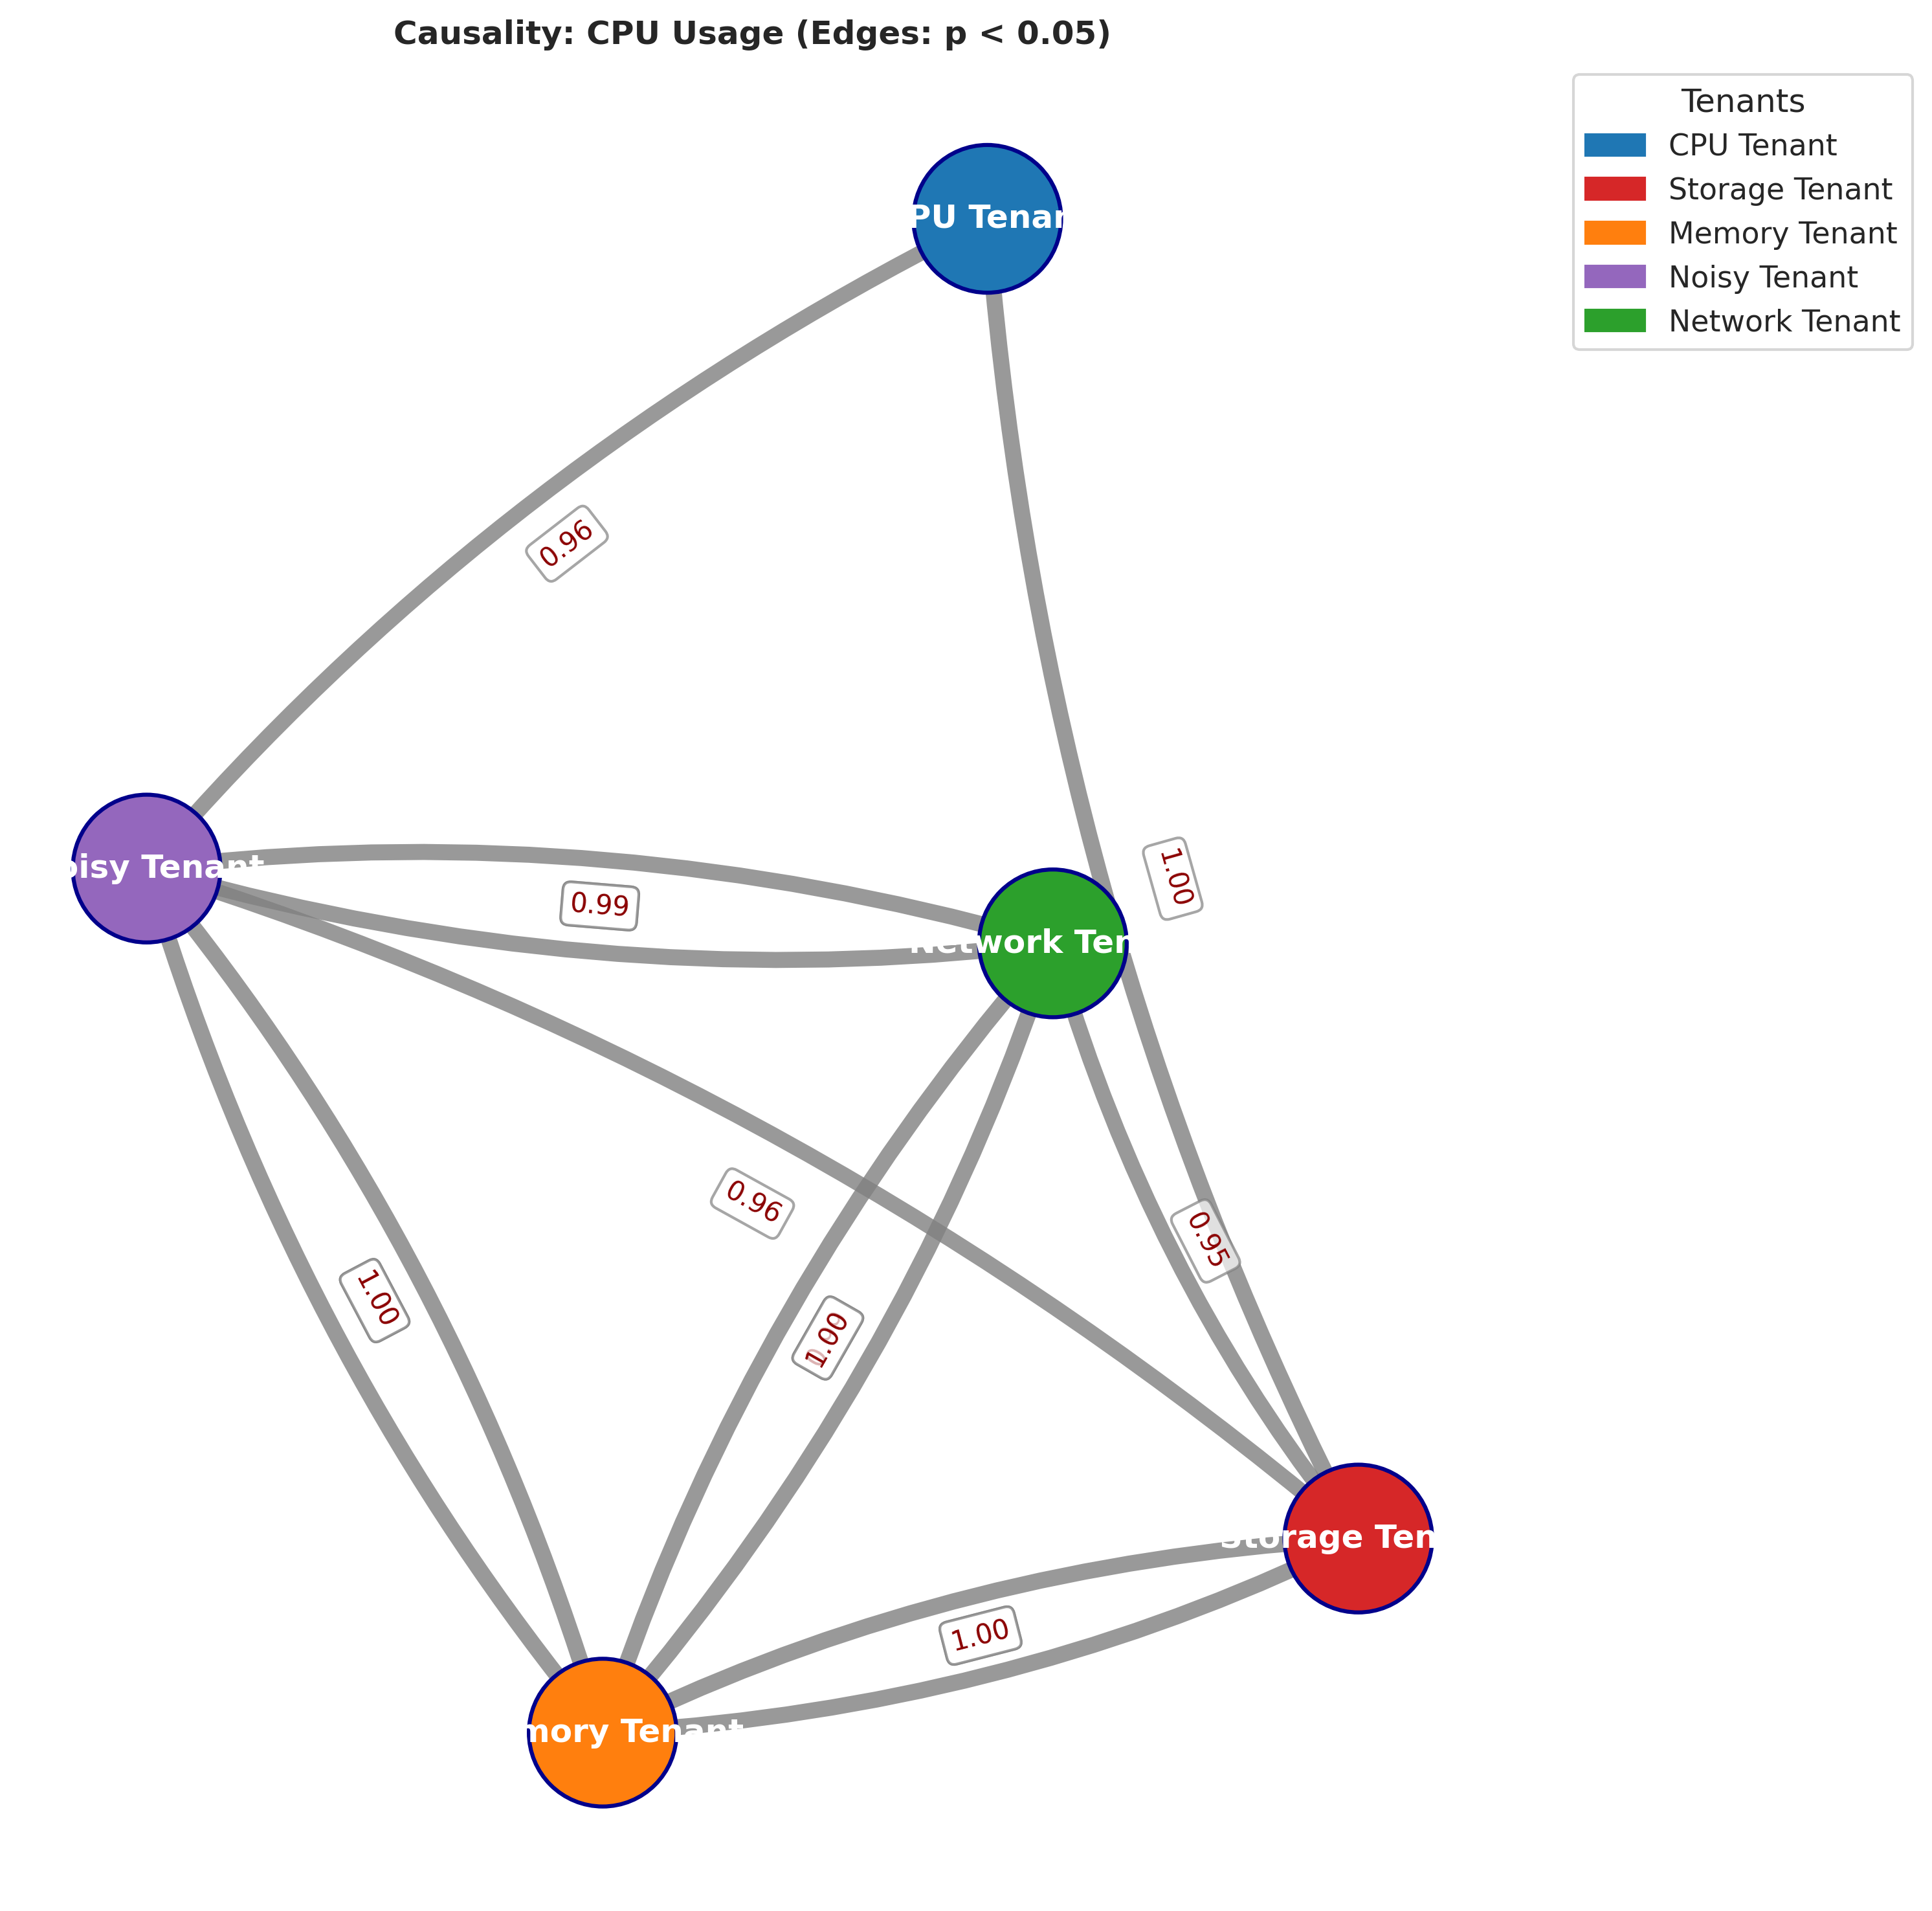 Causality: CPU Usage (Edges: p < 0.05)
Tenants
CPU Tenant
Storage Tenant
Memory Tenant
Noisy Tenant
Network Tenant
PU Tenan
0.96
oisy Tenant
0.99
1.00
Network Ten
0.96
0.95
1.00
1.00
Storage Ten
1.00
mory Tenant